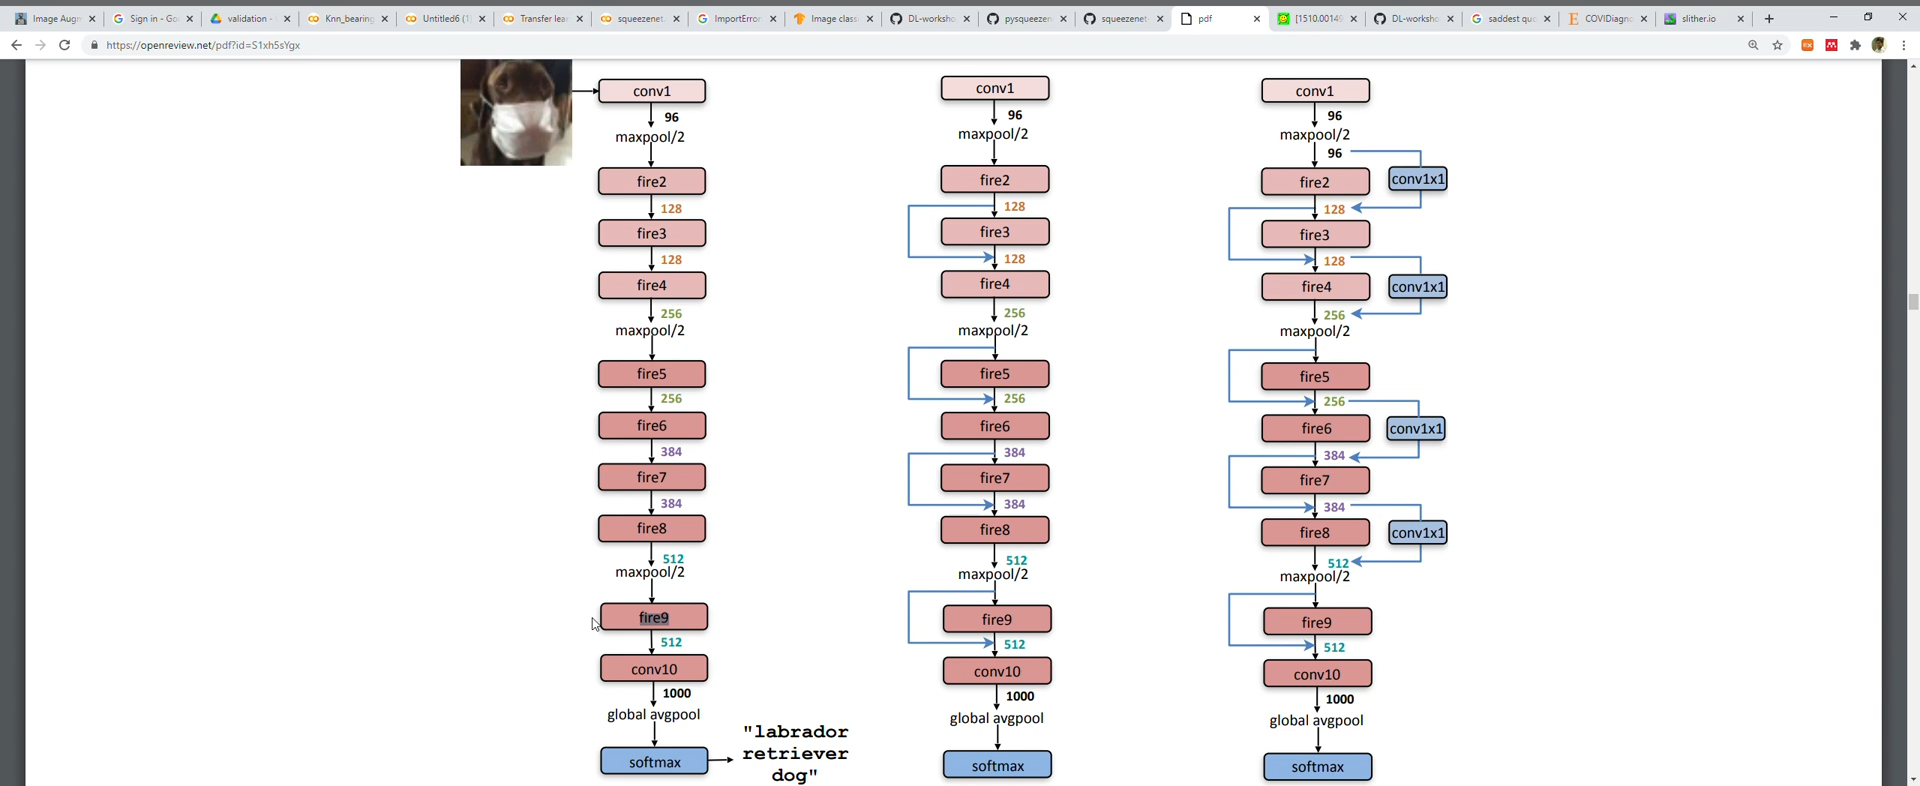 Image Augm
Sign in - Go
validation -
Knn_bearing
Untitled6 (1)
Transfer lea
squeezenet.
ImportError
Image class
DL-worksho
pysqueezen
squeezenet
pdf
[1510.0014
DL-worksho
saddest quo
COVIDiagno
slither.io
https://openreview.net/pdf?id=S1xh5sYgx
conv1
96
maxpool/2
fire2
128
fire3
128
fire4
256
maxpool/2
fire5
256
fire6
384
fire7
384
fire8
512
maxpool/2
fire9
512
conv10
1000
global avgpool
softmax
"labrador
retriever
dog"
conv1
96
maxpool/2
fire2
128
fire3
128
fire4
256
maxpool/2
fire5
256
fire6
384
fire7
384
fire8
512
maxpool/2
fire9
512
conv10
1000
global avgpool
softmax
conv1
96
maxpool/2
96
conv1x1
fire2
128
fire3
128
conv1x1
fire4
256
maxpool/2
fire5
256
conv1x1
fire6
384
fire7
384
conv1x1
fire8
512
maxpool/2
fire9
512
conv10
1000
global avgpool
softmax